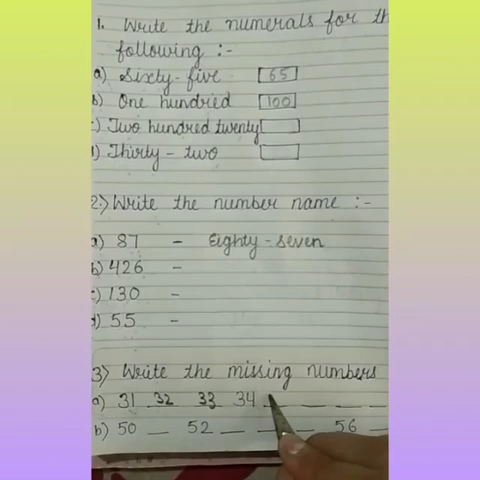 1. Write the numerals for th
following :-
a) Sixty-five 65
b) One hundred 100
c) Two hundred twenty
d) Thirty-two
2.) Write the number name :-
a) 87 - Eighty-seven
b) 426 -
c) 130 -
d) 55 -
3) Write the missing numbers
a) 31 32 33 34 _ _ _ _
b) 50 _ 52 _ _ _ 56 _